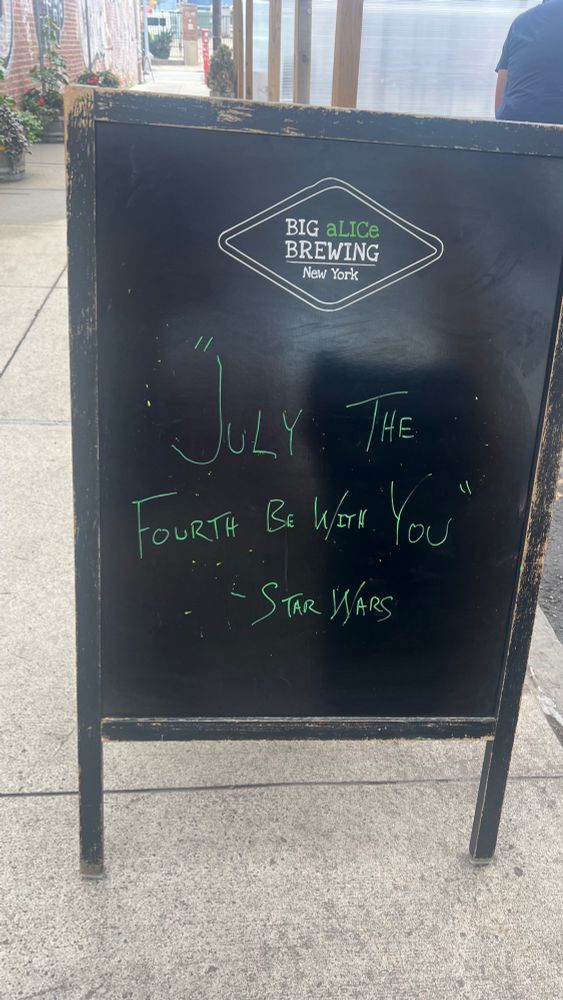 BIG aLICe
BREWING
New York
"JULY THE
FOURTH BE WITH YOU"
- STAR WARS